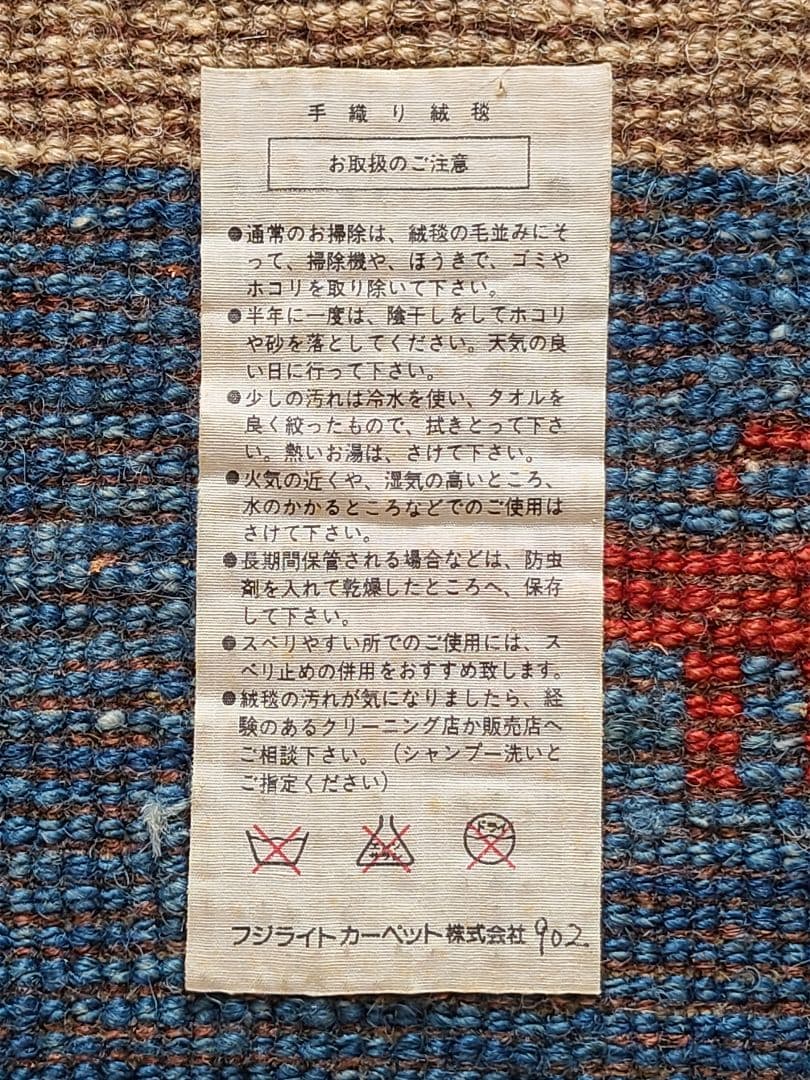 手織り絨毯
お取扱のご注意
●通常のお掃除は、絨毯の毛並みにそ
って、掃除機や、ほうきで、ゴミや
ホコリを取り除いて下さい。
●半年に一度は、陰干しをしてホコリ
や砂を落としてください。天気の良
い日に行って下さい。
●少しの汚れは冷水を使い、タオルを
良く絞ったもので、拭きとって下さ
い。熱いお湯は、さけて下さい。
●火気の近くや、湿気の高いところ、
水のかかるところなどでのご使用は
さけて下さい。
●長期間保管される場合などは、防虫
剤を入れて乾燥したところへ、保存
して下さい。
●スベリやすい所でのご使用には、ス
ベリ止めの併用をおすすめ致します。
●絨毯の汚れが気になりましたら、経
験のあるクリーニング店か販売店へ
ご相談下さい。（シャンプー洗いと
ご指定ください）
エンソ
サラシ
ドライ
フジライトカーペット株式会社 902